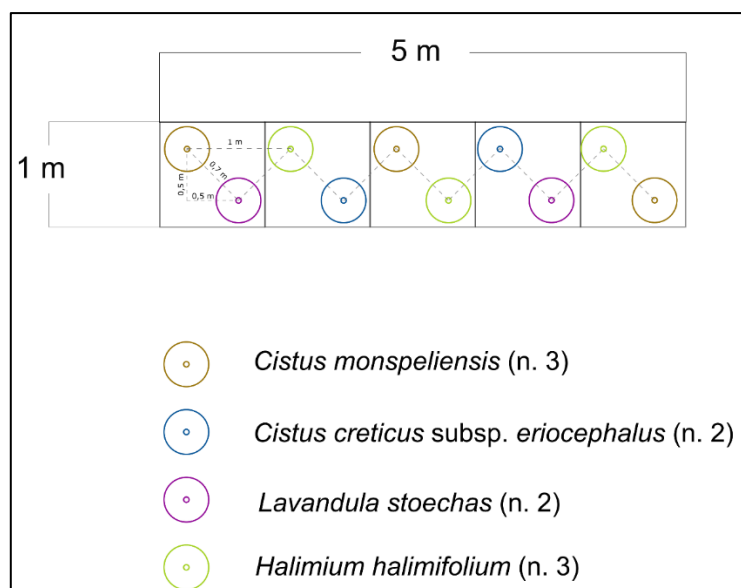 5 m
1 m
1 m
0,7 m
0,5 m
0,5 m
Cistus monspeliensis (n. 3)
Cistus creticus subsp. eriocephalus (n. 2)
Lavandula stoechas (n. 2)
Halimium halimifolium (n. 3)